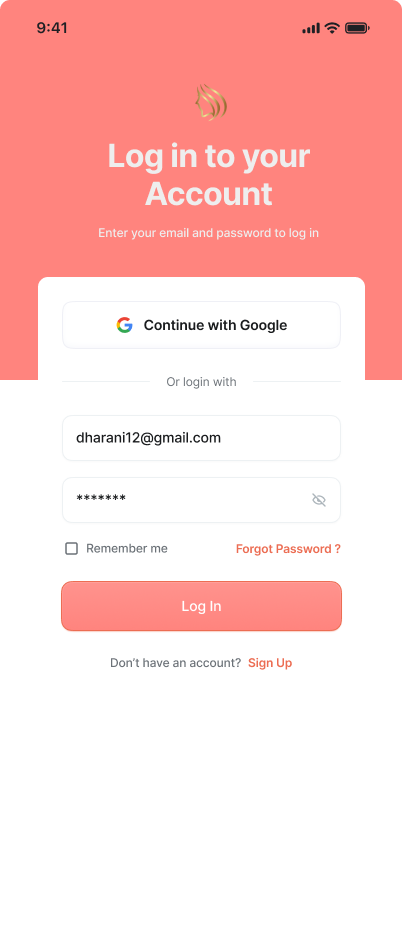 9:41
Log in to your
Account
Enter your email and password to log in
Continue with Google
Or login with
dharani12@gmail.com
*******
Remember me
Forgot Password ?
Log In
Don’t have an account? Sign Up